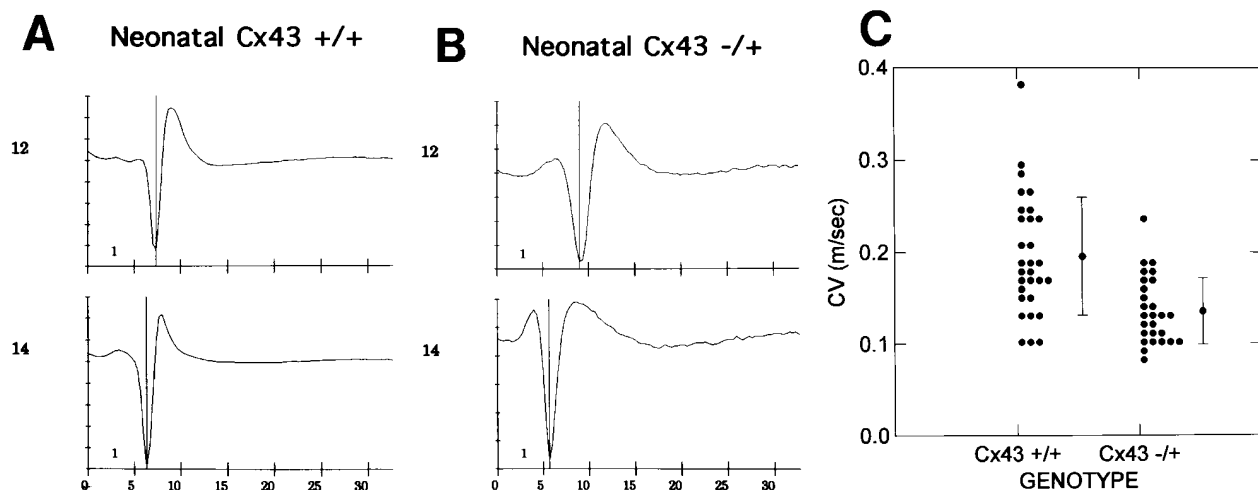 A Neonatal Cx43 +/+
12
1
14
1
0 5 10 15 20 25 30
B Neonatal Cx43 -/+
12
1
14
1
0 5 10 15 20 25 30
C
0.4
0.3
0.2
0.1
0.0
CV (m/sec)
Cx43 +/+ Cx43 -/+
GENOTYPE